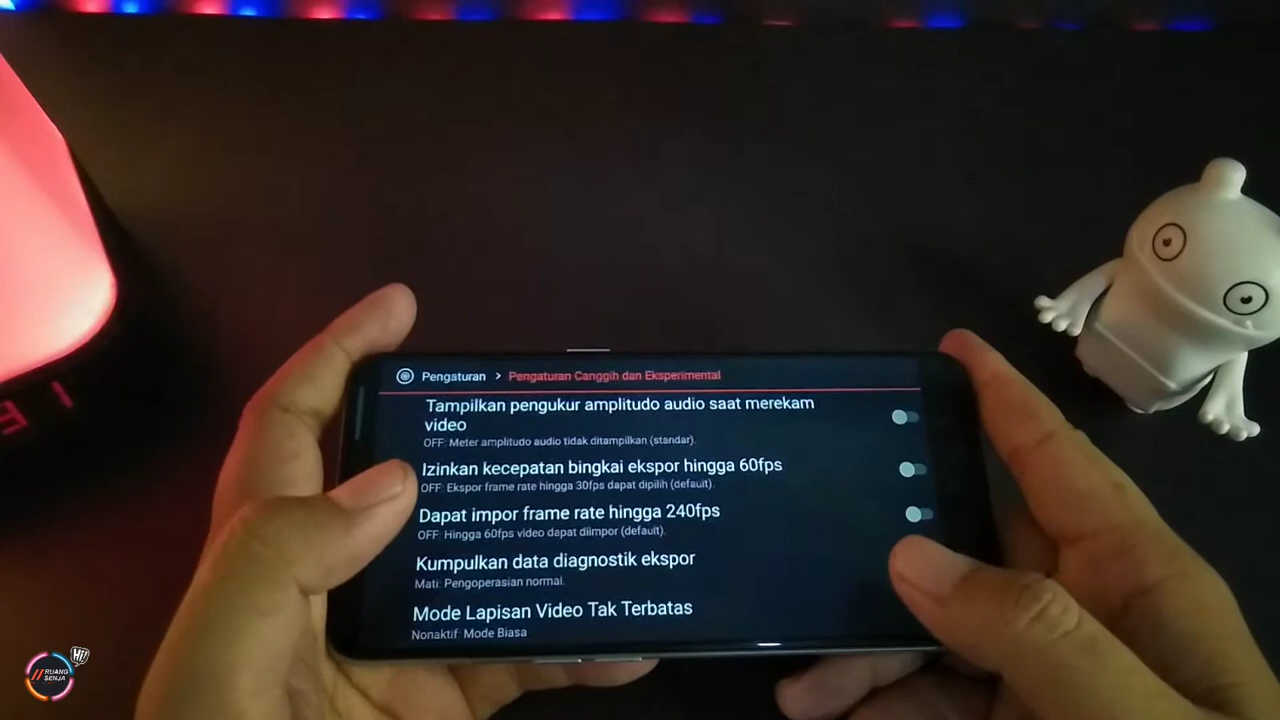 Pengaturan > Pengaturan Canggih dan Eksperimental
Tampilkan pengukur amplitudo audio saat merekam
video
OFF: Meter amplitudo audio tidak ditampilkan (standar).
Izinkan kecepatan bingkai ekspor hingga 60fps
OFF: Ekspor frame rate hingga 30fps dapat dipilih (default).
Dapat impor frame rate hingga 240fps
OFF: Hingga 60fps video dapat diimpor (default).
Kumpulkan data diagnostik ekspor
Mati: Pengoperasian normal.
Mode Lapisan Video Tak Terbatas
Nonaktif: Mode Biasa
Hi!
//RUANG
SENJA